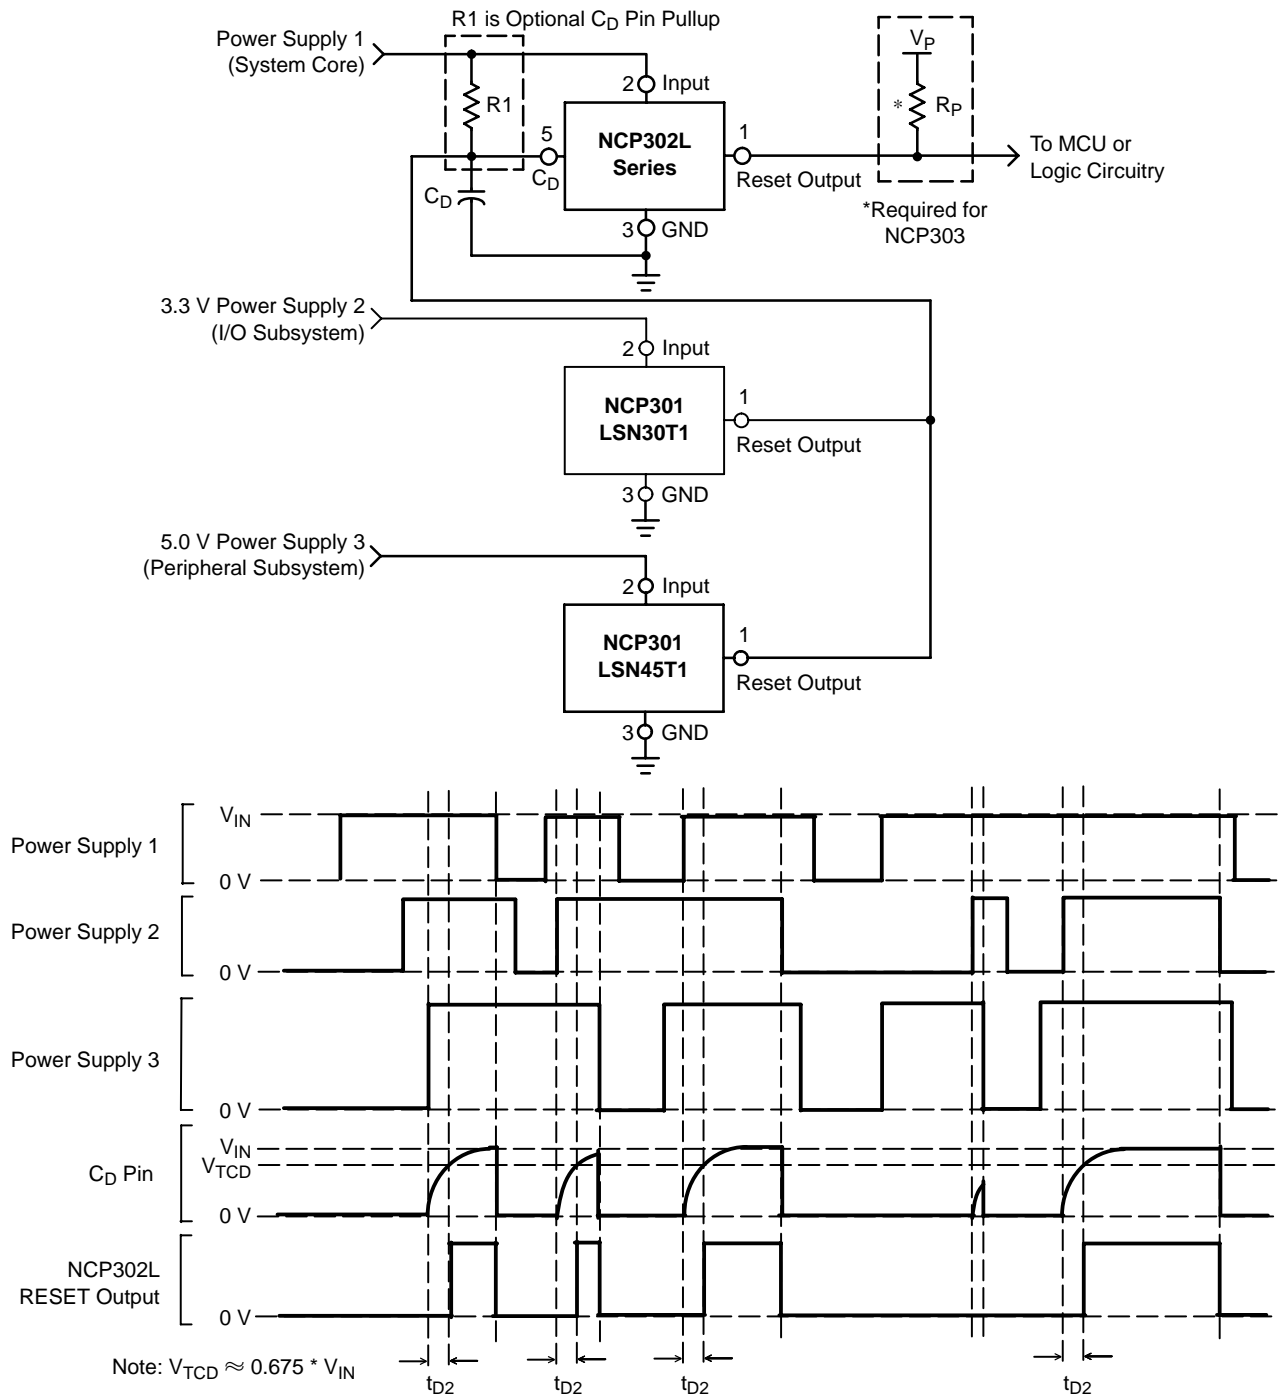 R1 is Optional CD Pin Pullup
Power Supply 1
(System Core)
2
Input
R1
5
CD
CD
NCP302L
Series
1
Reset Output
3
GND
VP
*
RP
To MCU or
Logic Circuitry
*Required for
NCP303
3.3 V Power Supply 2
(I/O Subsystem)
2
Input
NCP301
LSN30T1
1
Reset Output
3
GND
5.0 V Power Supply 3
(Peripheral Subsystem)
2
Input
NCP301
LSN45T1
1
Reset Output
3
GND
VIN
Power Supply 1
0 V
Power Supply 2
0 V
Power Supply 3
0 V
VIN
VTCD
CD Pin
0 V
NCP302L
RESET Output
0 V
Note: VTCD ≈ 0.675 * VIN
tD2
tD2
tD2
tD2